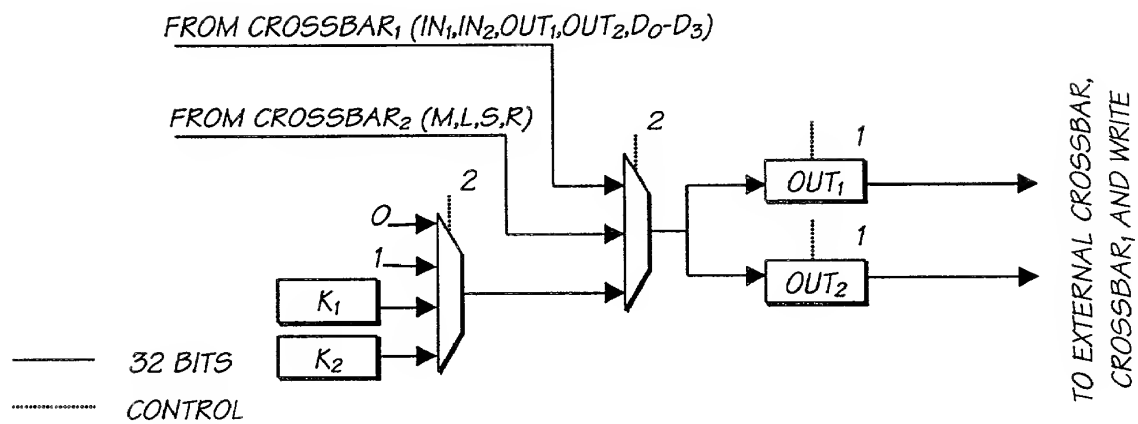 FROM CROSSBAR₁ (IN₁,IN₂,OUT₁,OUT₂,D₀-D₃)
FROM CROSSBAR₂ (M,L,S,R)
2
2
0
1
K₁
K₂
1
OUT₁
1
OUT₂
TO EXTERNAL CROSSBAR,
CROSSBAR₁ AND WRITE
32 BITS
CONTROL